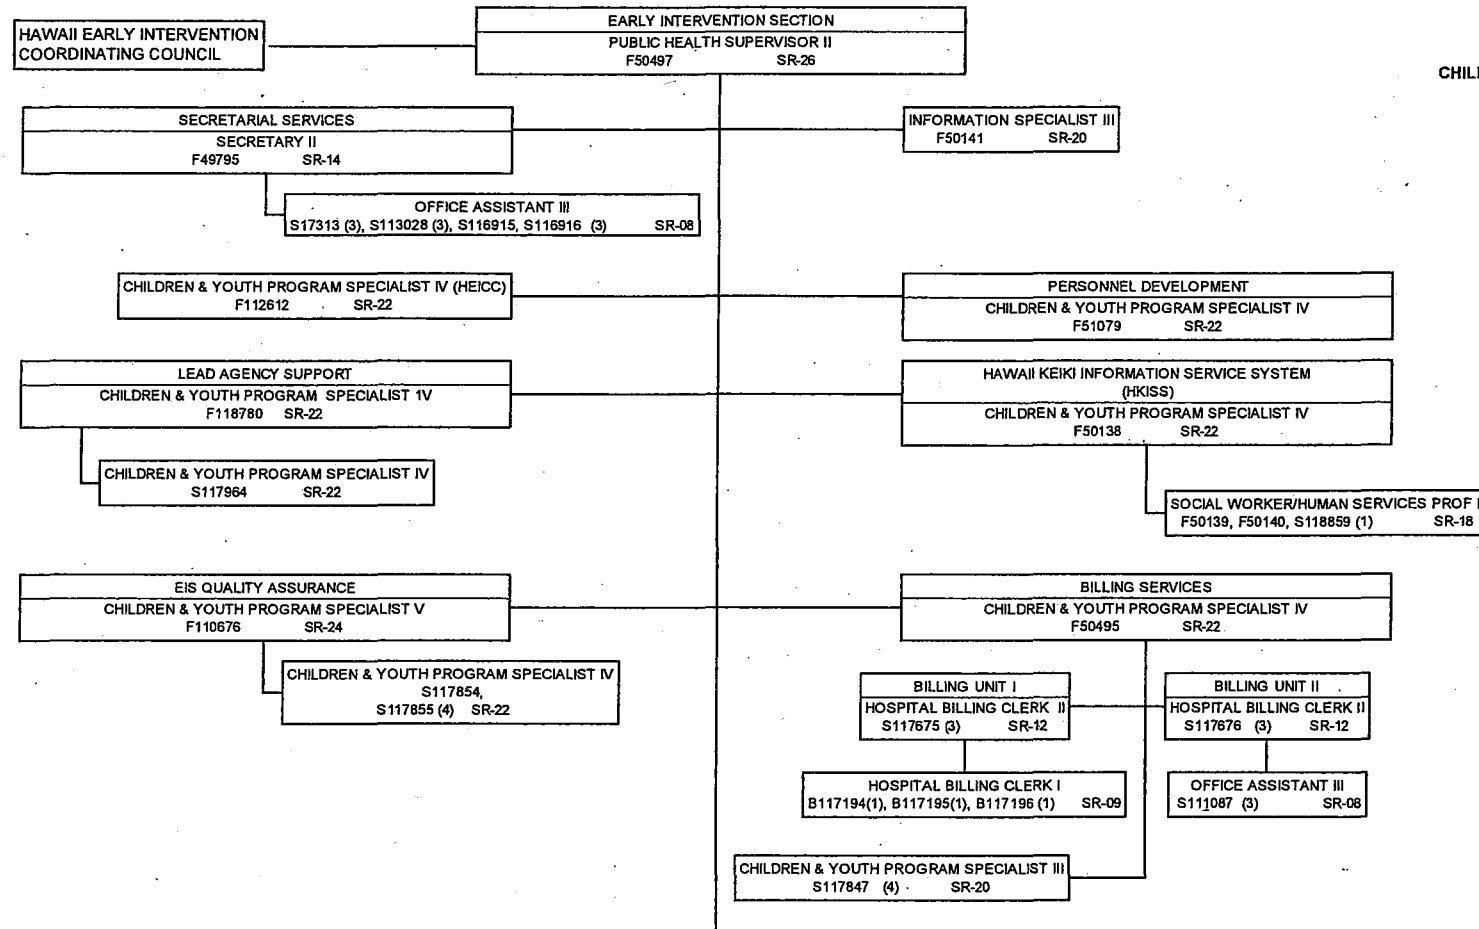 HAWAII EARLY INTERVENTION
COORDINATING COUNCIL
EARLY INTERVENTION SECTION
PUBLIC HEALTH SUPERVISOR II
F50497 SR-26
SECRETARIAL SERVICES
SECRETARY II
F49795 SR-14
INFORMATION SPECIALIST III
F50141 SR-20
OFFICE ASSISTANT III
S17313 (3), S113028 (3), S116915, S116916 (3) SR-08
CHILDREN & YOUTH PROGRAM SPECIALIST IV (HEICC)
F112612 SR-22
PERSONNEL DEVELOPMENT
CHILDREN & YOUTH PROGRAM SPECIALIST IV
F51079 SR-22
LEAD AGENCY SUPPORT
CHILDREN & YOUTH PROGRAM SPECIALIST 1V
F118780 SR-22
HAWAII KEIKI INFORMATION SERVICE SYSTEM
(HKISS)
CHILDREN & YOUTH PROGRAM SPECIALIST IV
F50138 SR-22
CHILDREN & YOUTH PROGRAM SPECIALIST IV
S117964 SR-22
SOCIAL WORKER/HUMAN SERVICES PROF
F50139, F50140, S118859 (1) SR-18
EIS QUALITY ASSURANCE
CHILDREN & YOUTH PROGRAM SPECIALIST V
F110676 SR-24
BILLING SERVICES
CHILDREN & YOUTH PROGRAM SPECIALIST IV
F50495 SR-22
CHILDREN & YOUTH PROGRAM SPECIALIST IV
S117854,
S117855 (4) SR-22
BILLING UNIT I
HOSPITAL BILLING CLERK II
S117675 (3) SR-12
BILLING UNIT II
HOSPITAL BILLING CLERK II
S117676 (3) SR-12
HOSPITAL BILLING CLERK I
B117194(1), B117195(1), B117196 (1) SR-09
OFFICE ASSISTANT III
S111087 (3) SR-08
CHILDREN & YOUTH PROGRAM SPECIALIST III
S117847 (4) SR-20